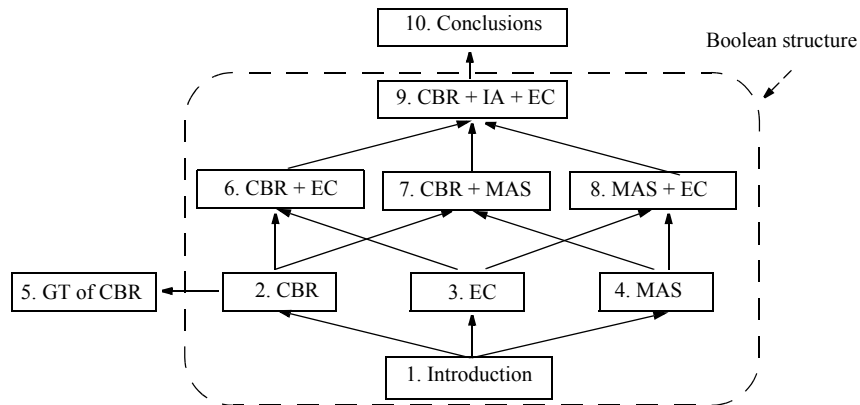 10. Conclusions
Boolean structure
9. CBR + IA + EC
6. CBR + EC
7. CBR + MAS
8. MAS + EC
5. GT of CBR
2. CBR
3. EC
4. MAS
1. Introduction